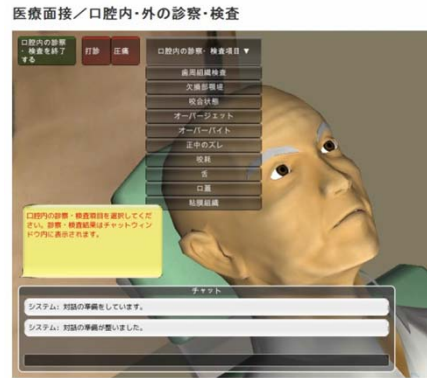 医療面接／口腔内・外の診察・検査
口腔内の診察
・検査を終了
する
打診
圧痛
口腔内の診察・検査項目 ▼
歯周組織検査
欠損部顎堤
咬合状態
オーバージェット
オーバーバイト
正中のズレ
咬耗
舌
口蓋
粘膜組織
口腔内の診察・検査項目を選択してくだ
さい。診察・検査結果はチャットウィン
ドウ内に表示されます。
チャット
システム: 対話の準備をしています。
システム: 対話の準備が整いました。